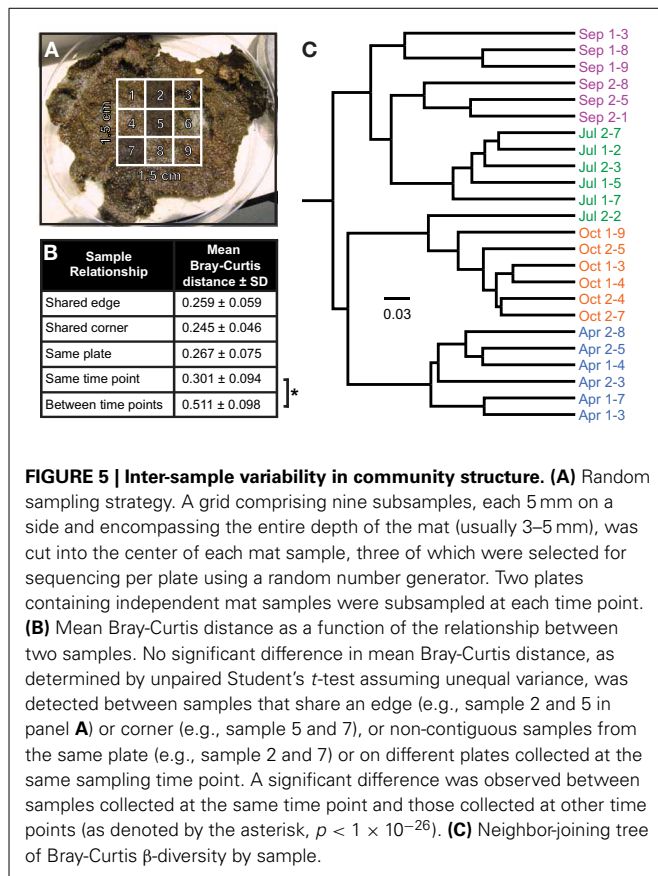 A
1 2 3
4 5 6
7 8 9
1.5 cm
1.5 cm
B
Sample Relationship
Mean Bray-Curtis distance ± SD
Shared edge 0.259 ± 0.059
Shared corner 0.245 ± 0.046
Same plate 0.267 ± 0.075
Same time point 0.301 ± 0.094
Between time points 0.511 ± 0.098
*
C
Sep 1-3
Sep 1-8
Sep 1-9
Sep 2-8
Sep 2-5
Sep 2-1
Jul 2-7
Jul 1-2
Jul 2-3
Jul 1-5
Jul 1-7
Jul 2-2
Oct 1-9
Oct 2-5
Oct 1-3
Oct 1-4
Oct 2-4
Oct 2-7
Apr 2-8
Apr 2-5
Apr 1-4
Apr 2-3
Apr 1-7
Apr 1-3
0.03
FIGURE 5 | Inter-sample variability in community structure. (A) Random
sampling strategy. A grid comprising nine subsamples, each 5 mm on a
side and encompassing the entire depth of the mat (usually 3–5 mm), was
cut into the center of each mat sample, three of which were selected for
sequencing per plate using a random number generator. Two plates
containing independent mat samples were subsampled at each time point.
(B) Mean Bray-Curtis distance as a function of the relationship between
two samples. No significant difference in mean Bray-Curtis distance, as
determined by unpaired Student's t-test assuming unequal variance, was
detected between samples that share an edge (e.g., sample 2 and 5 in
panel A) or corner (e.g., sample 5 and 7), or non-contiguous samples from
the same plate (e.g., sample 2 and 7) or on different plates collected at the
same sampling time point. A significant difference was observed between
samples collected at the same time point and those collected at other time
points (as denoted by the asterisk, p < 1 × 10⁻²⁶). (C) Neighbor-joining tree
of Bray-Curtis β-diversity by sample.